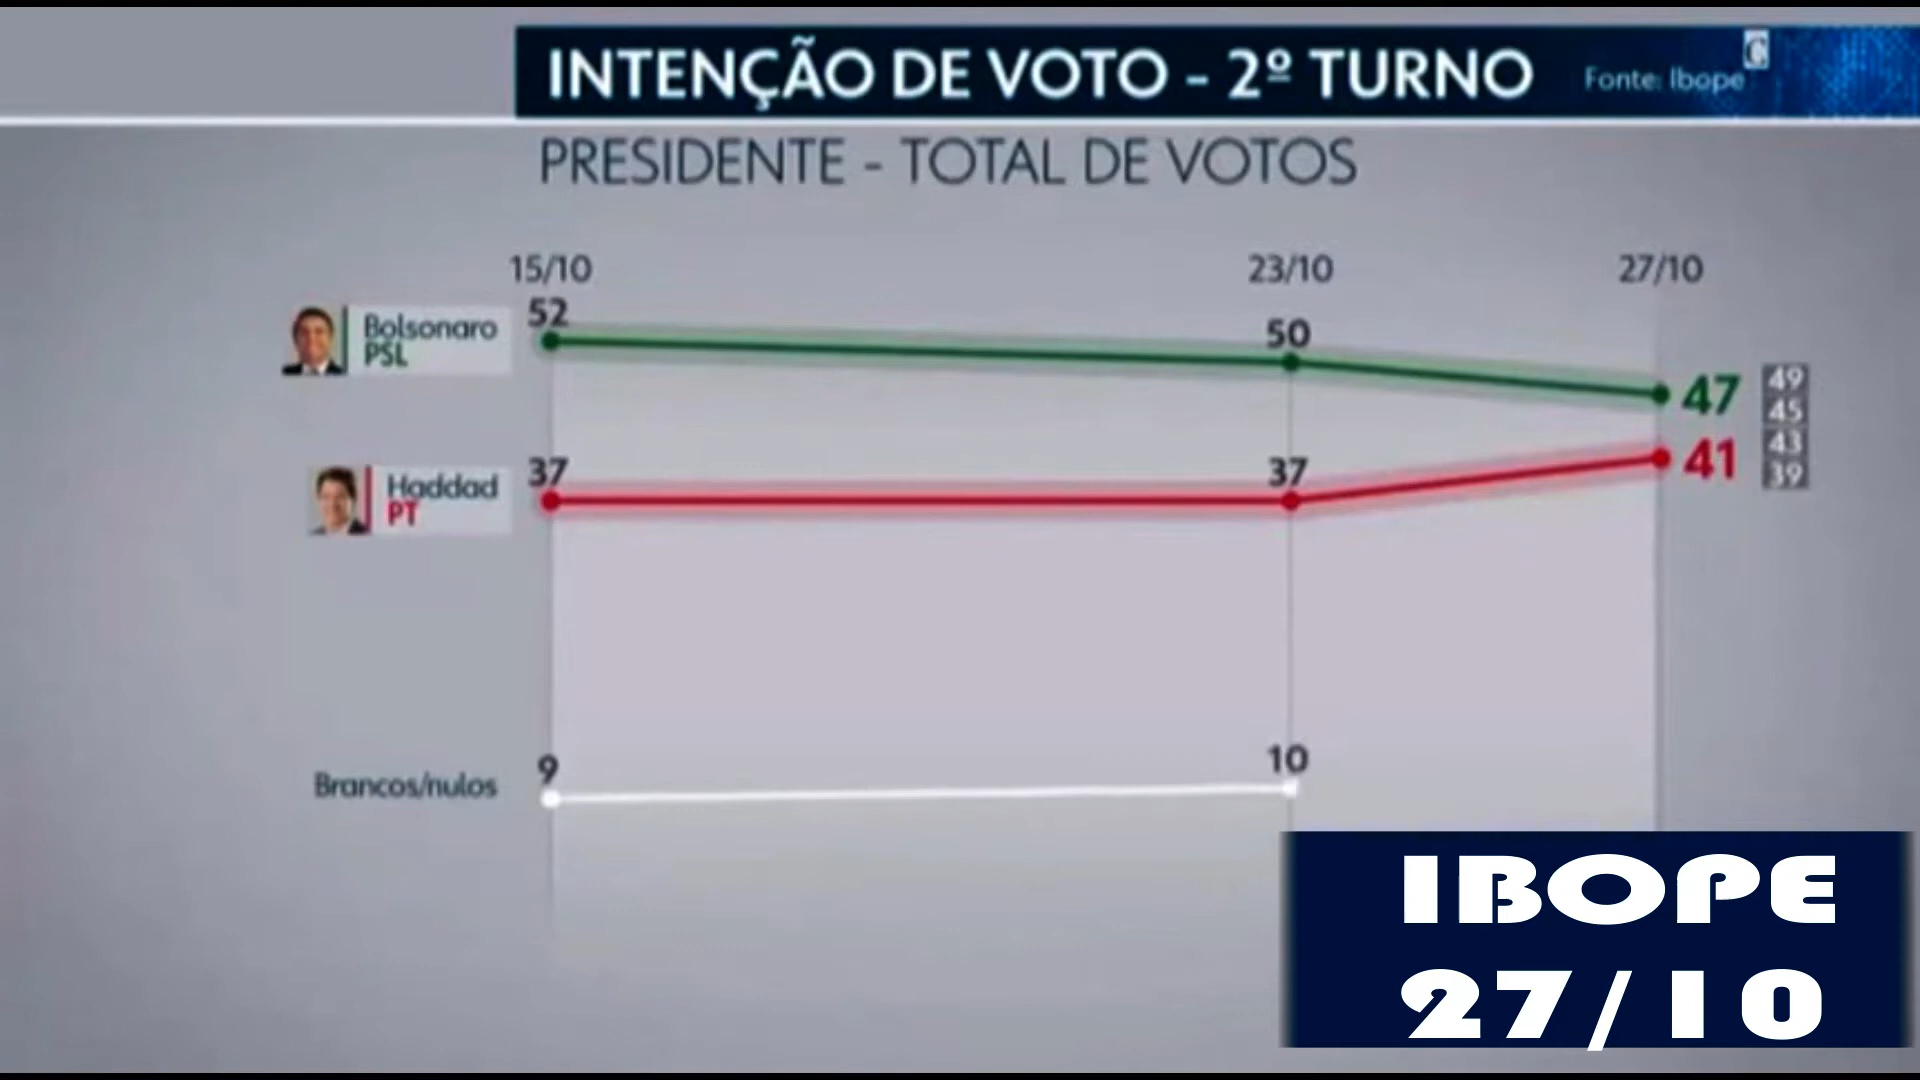 INTENÇÃO DE VOTO - 2º TURNO
Fonte: Ibope
G
PRESIDENTE - TOTAL DE VOTOS
15/10 23/10 27/10
Bolsonaro
PSL
52 50 47
49
45
Haddad
PT
37 37 41
43
39
Brancos/nulos 9 10
IBOPE
27/10